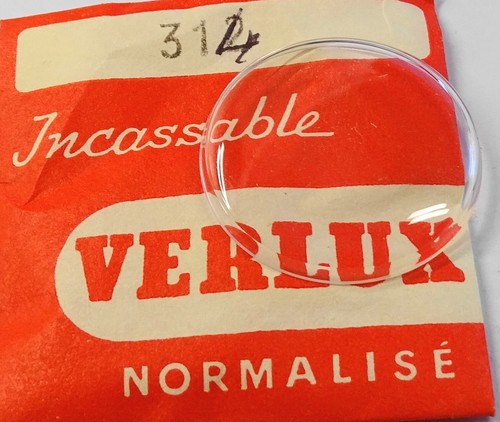 314
Incassable
VERLUX
NORMALISÉ